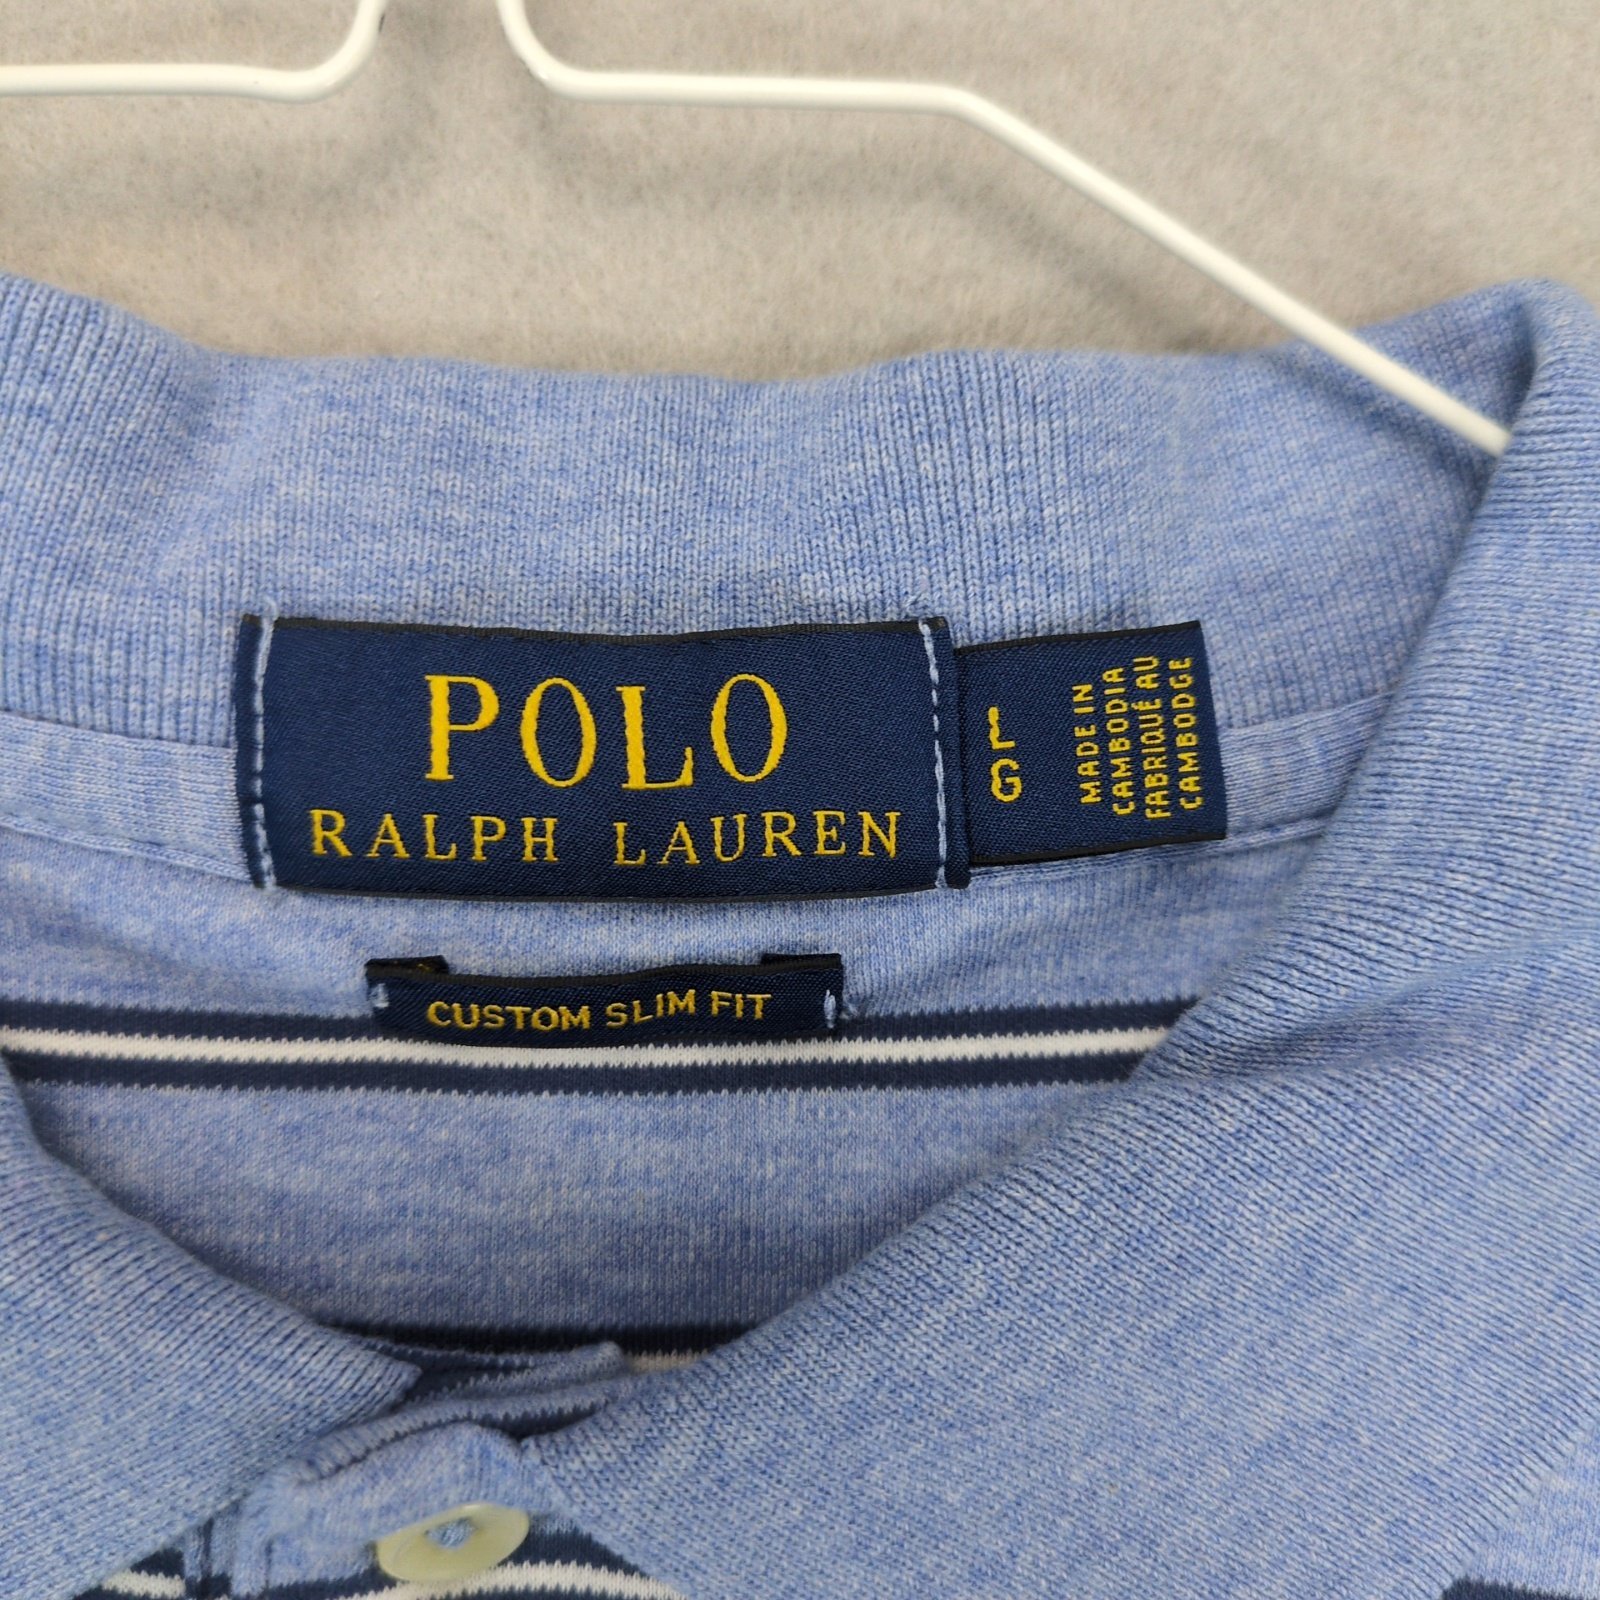 POLO
RALPH LAUREN
L
G
MADE IN
CAMBODIA
FABRIQUÉ AU
CAMBODGE
CUSTOM SLIM FIT